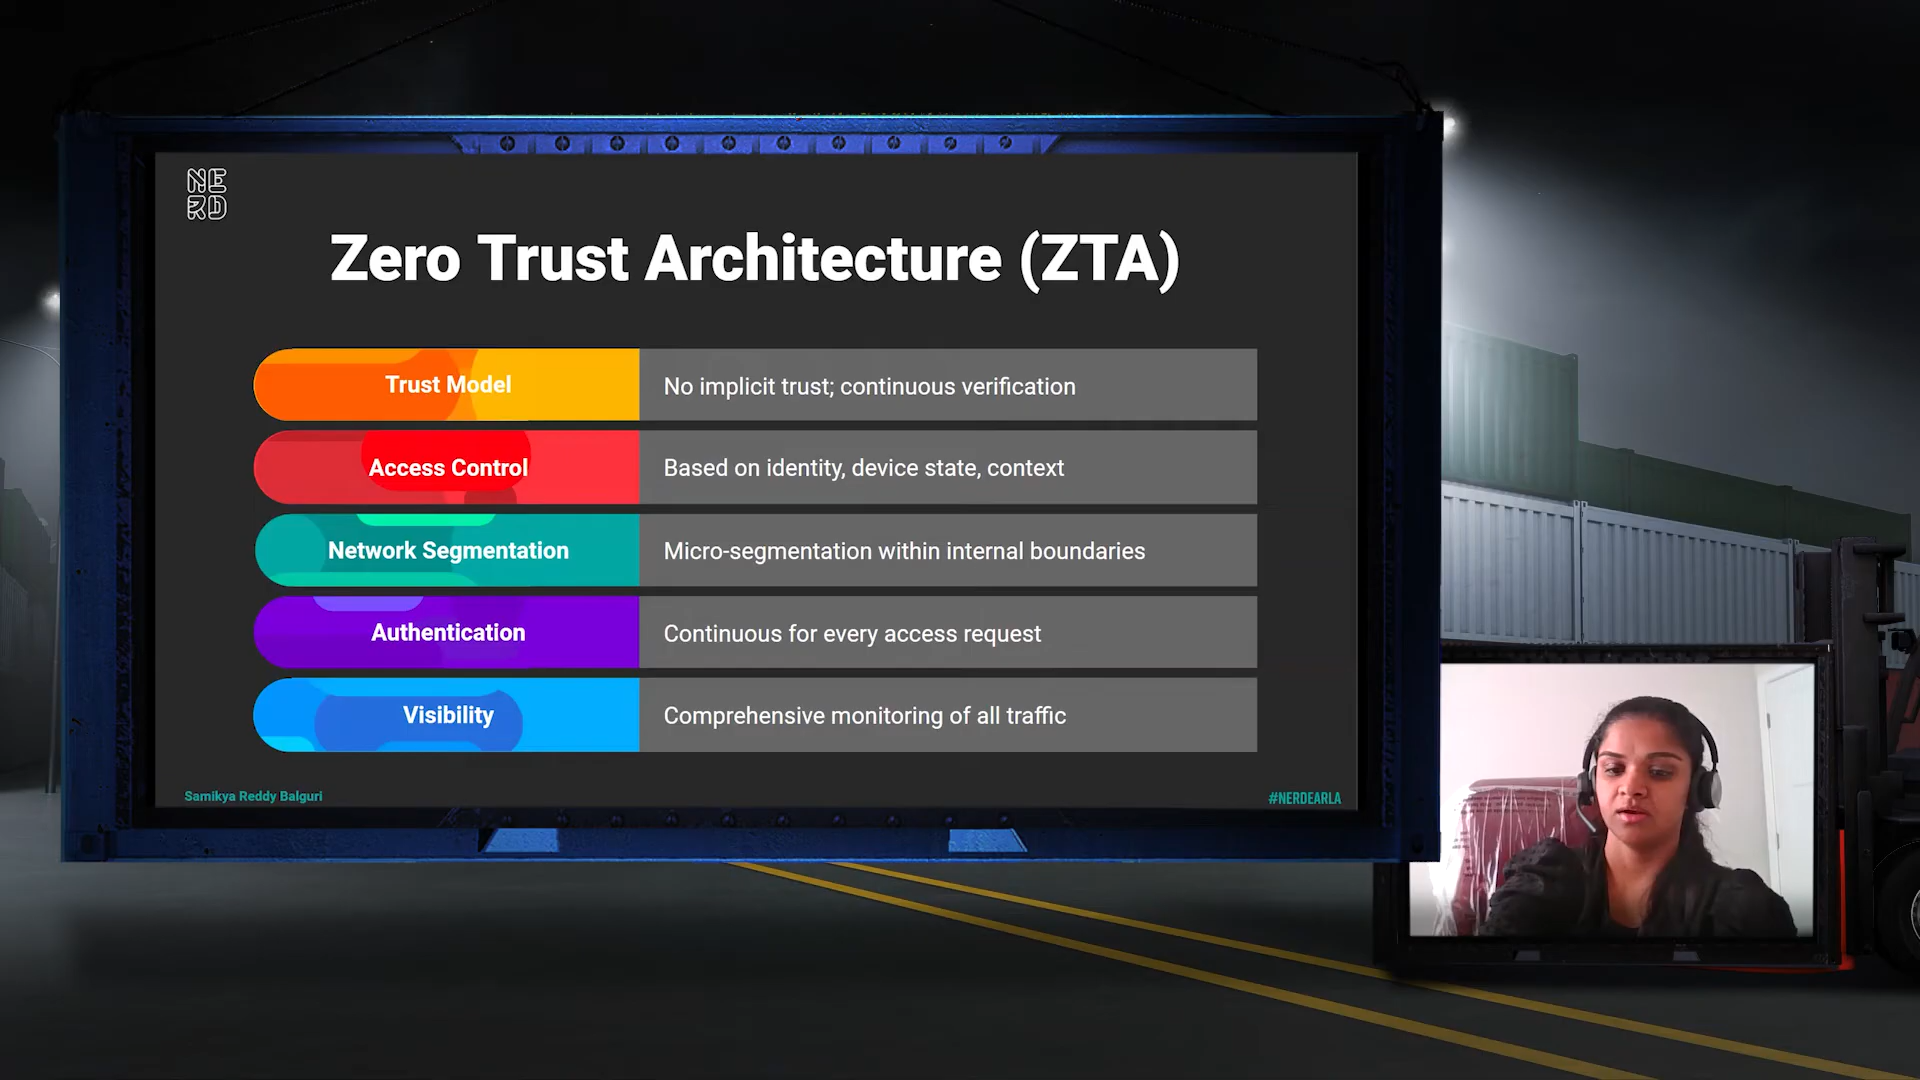 NE
RD
Zero Trust Architecture (ZTA)
Trust Model
No implicit trust; continuous verification
Access Control
Based on identity, device state, context
Network Segmentation
Micro-segmentation within internal boundaries
Authentication
Continuous for every access request
Visibility
Comprehensive monitoring of all traffic
Samikya Reddy Balguri
#NERDEARLA